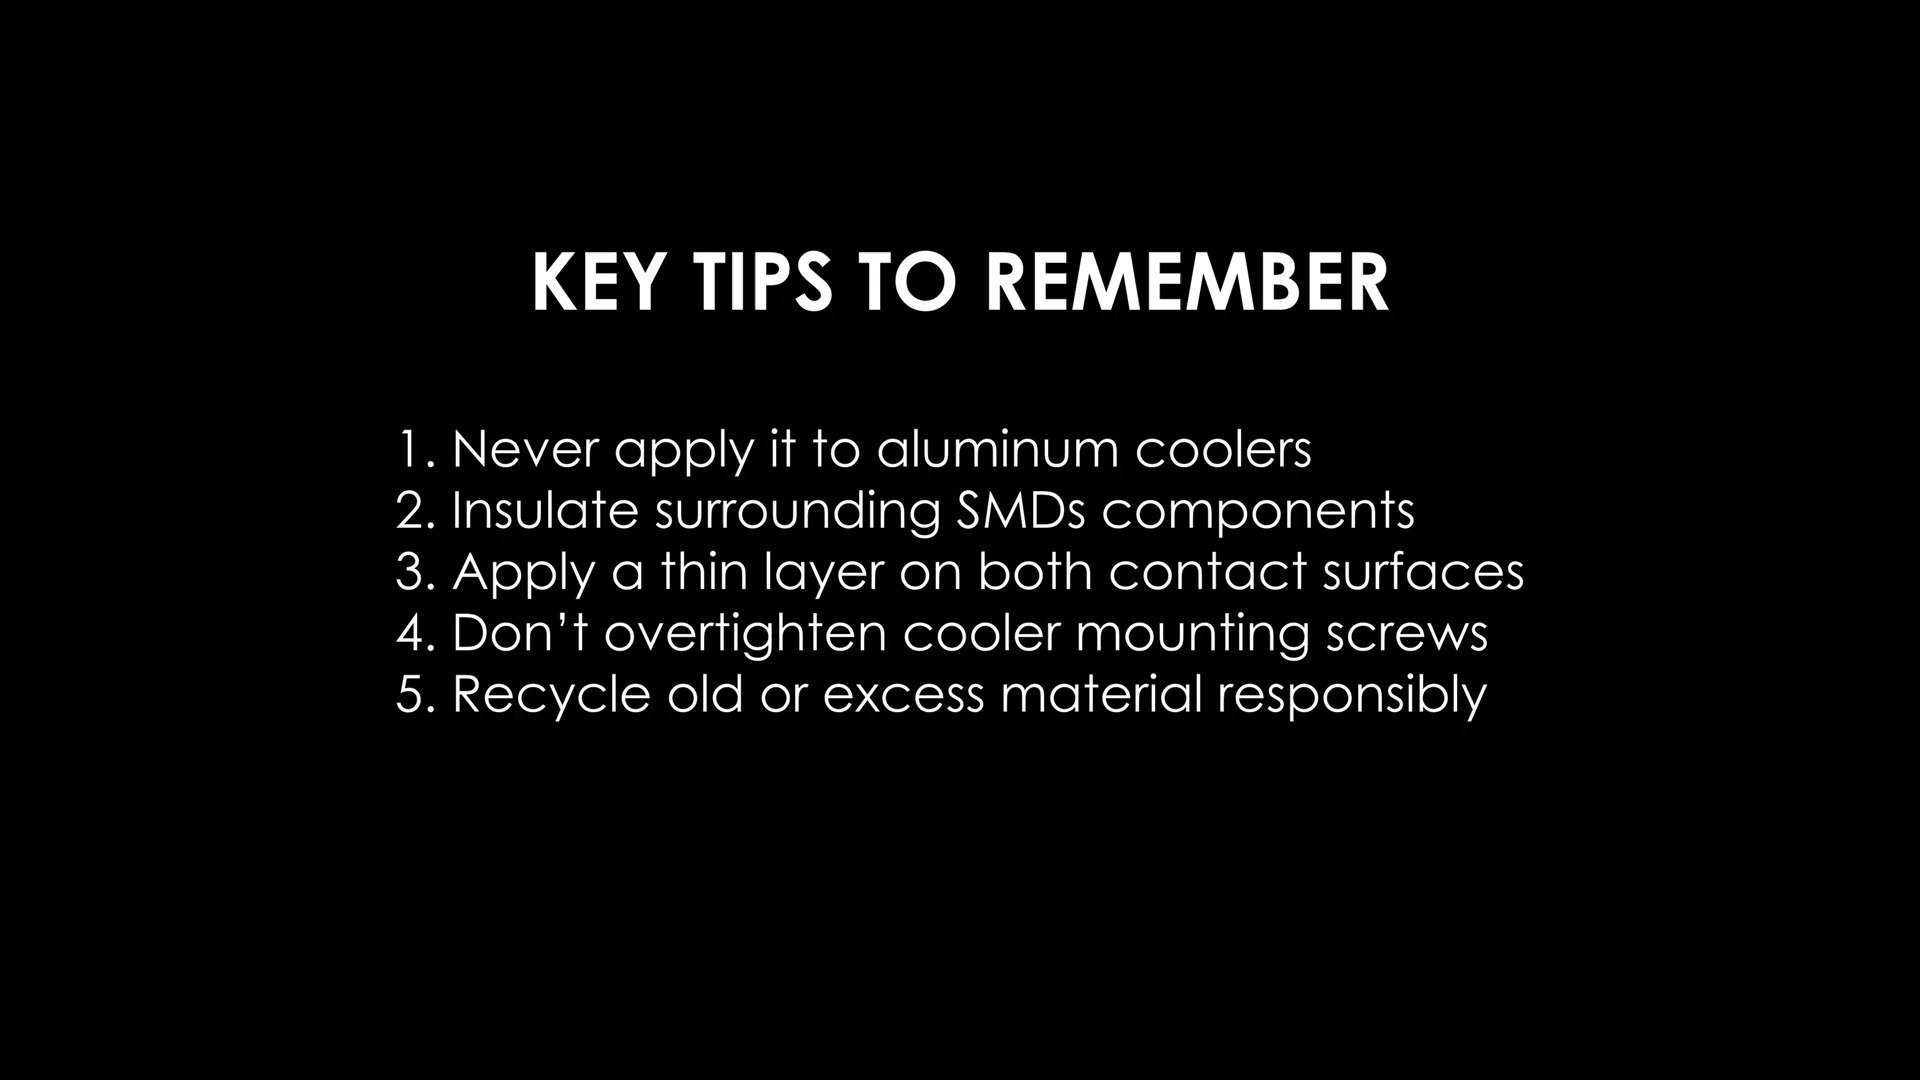 KEY TIPS TO REMEMBER
1. Never apply it to aluminum coolers
2. Insulate surrounding SMDs components
3. Apply a thin layer on both contact surfaces
4. Don’t overtighten cooler mounting screws
5. Recycle old or excess material responsibly